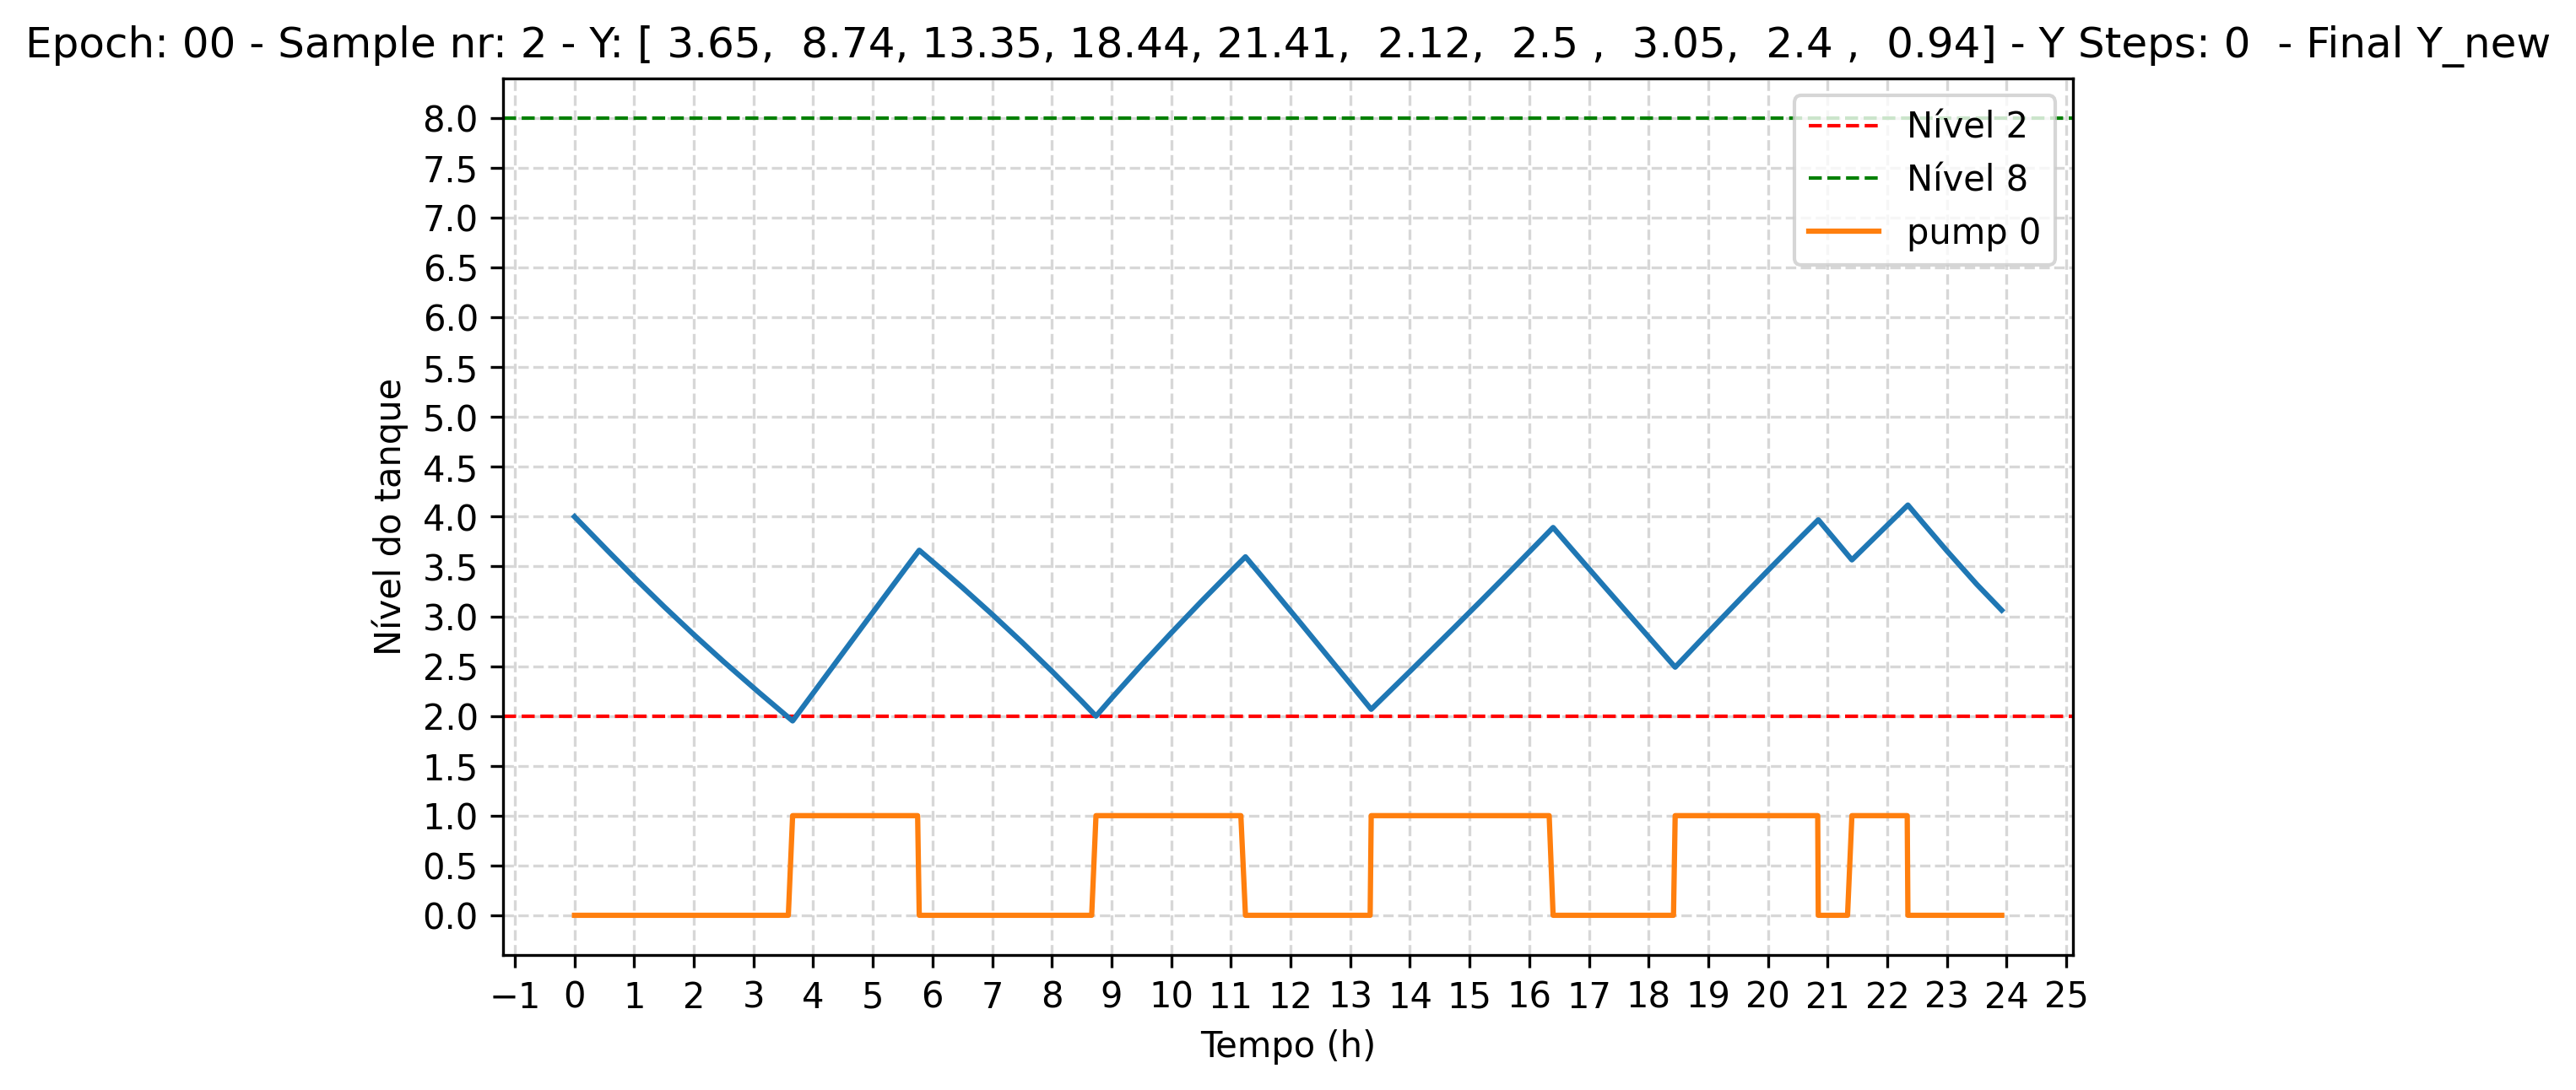 Epoch: 00 - Sample nr: 2 - Y: [ 3.65,  8.74, 13.35, 18.44, 21.41,  2.12,  2.5 ,  3.05,  2.4 ,  0.94] - Y Steps: 0  - Final Y_new
Nível 2
Nível 8
pump 0
Nível do tanque
8.0
7.5
7.0
6.5
6.0
5.5
5.0
4.5
4.0
3.5
3.0
2.5
2.0
1.5
1.0
0.5
0.0
−1 0 1 2 3 4 5 6 7 8 9 10 11 12 13 14 15 16 17 18 19 20 21 22 23 24 25
Tempo (h)